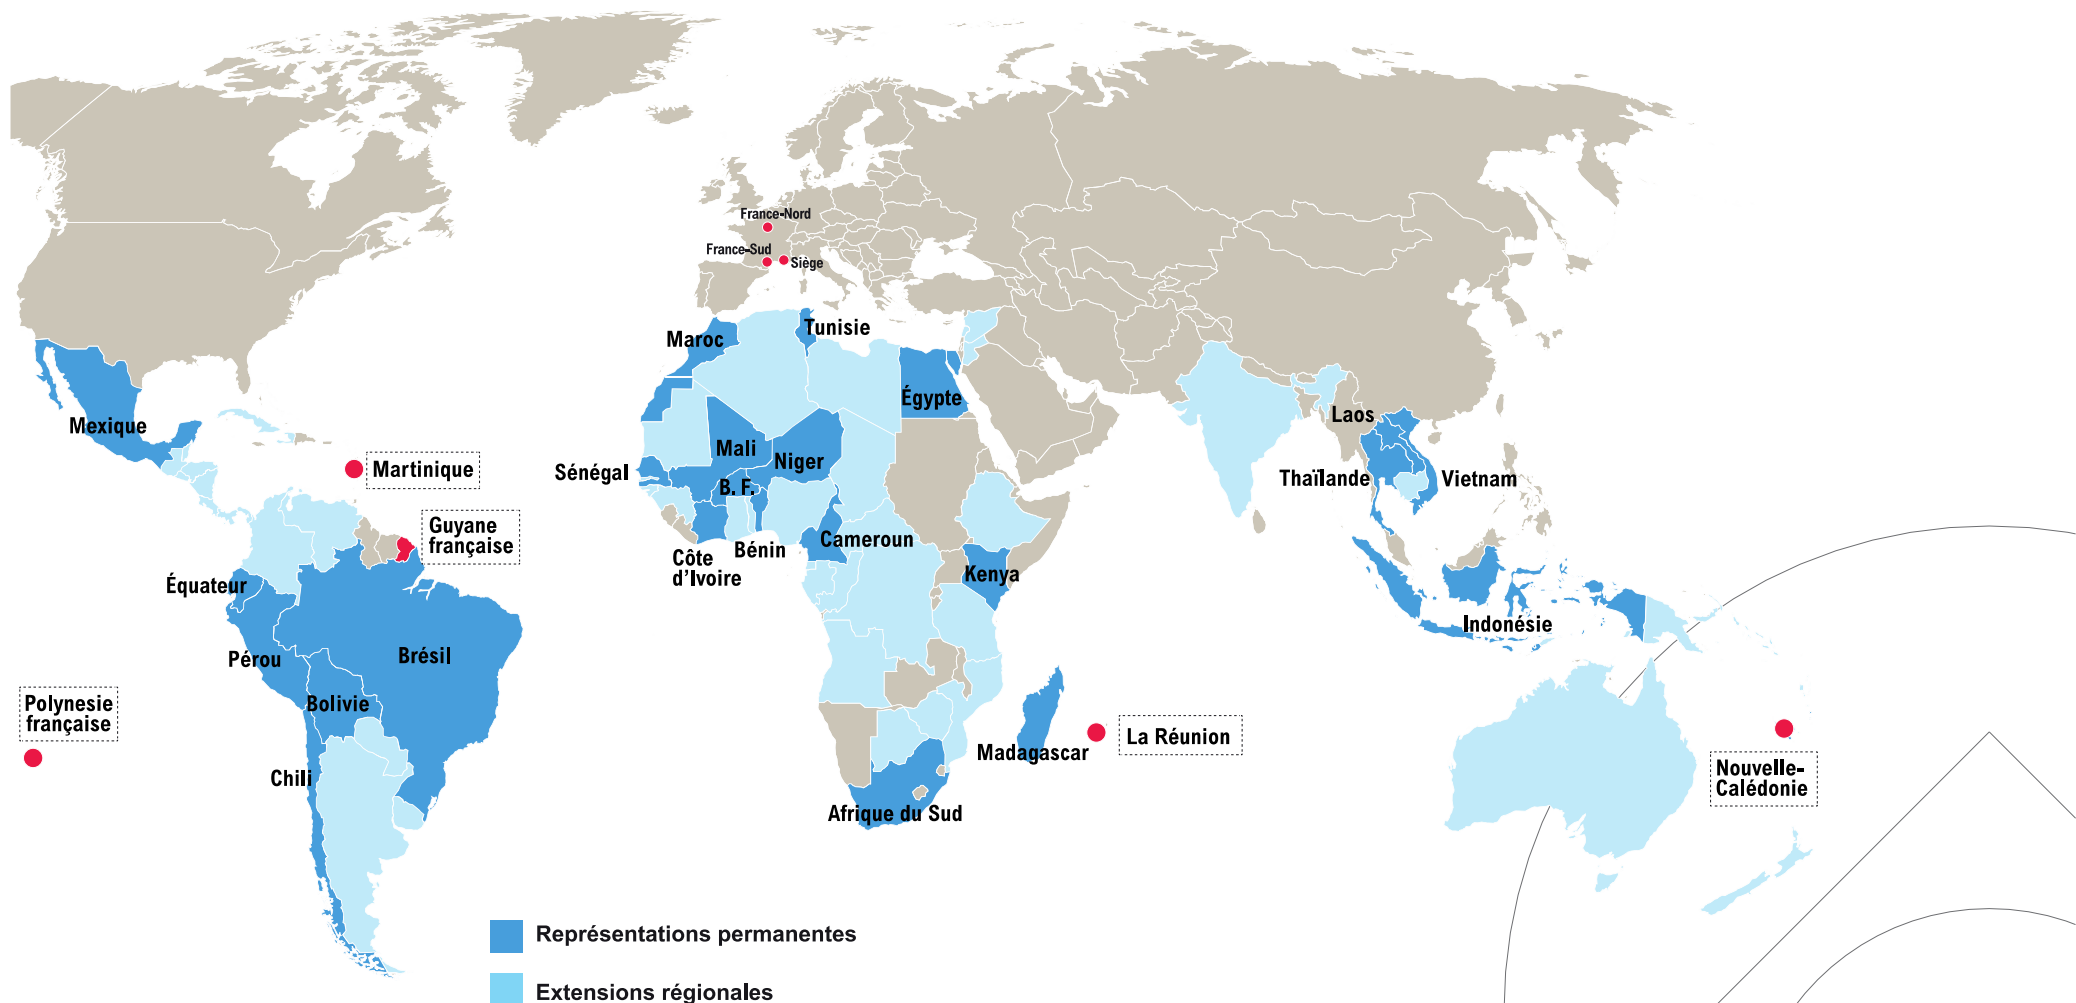 France-Nord
France-Sud
Siège
Maroc
Tunisie
Égypte
Mexique
Laos
Mali
Niger
Martinique
Sénégal
Thaïlande
Vietnam
B. F.
Guyane
française
Cameroun
Bénin
Côte
d'Ivoire
Kenya
Équateur
Indonésie
Pérou
Brésil
Bolivie
Polynesie
française
La Réunion
Madagascar
Chili
Nouvelle-
Calédonie
Afrique du Sud
Représentations permanentes
Extensions régionales